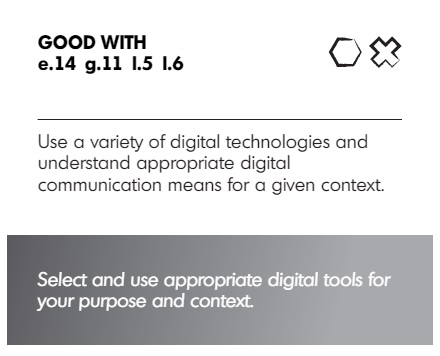 GOOD WITH
e.14 g.11 l.5 l.6
Use a variety of digital technologies and
understand appropriate digital
communication means for a given context.
Select and use appropriate digital tools for
your purpose and context.